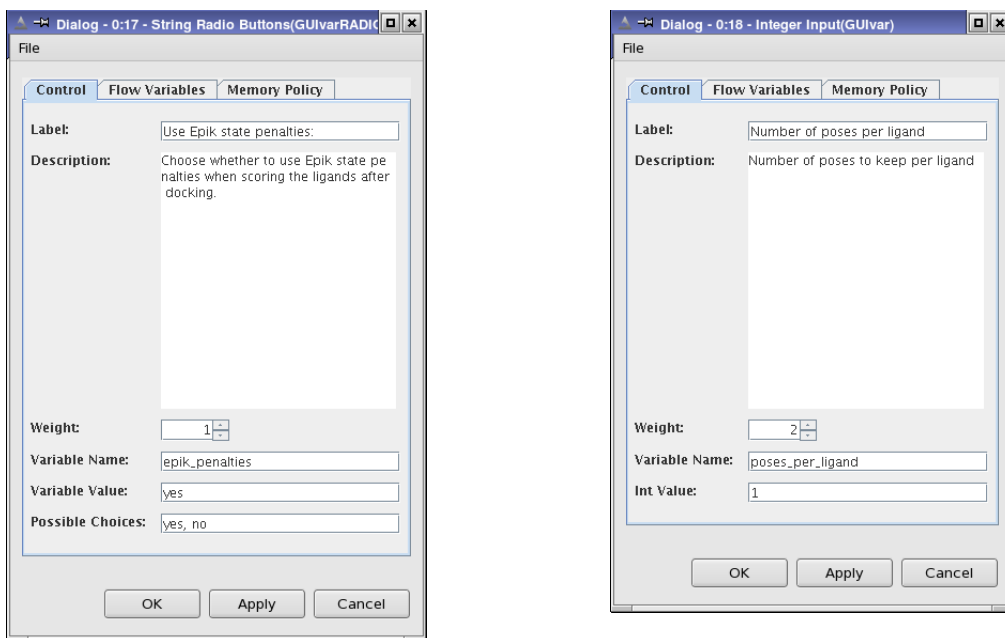 Dialog - 0:17 - String Radio Buttons(GUIvarRADIO
File
Control Flow Variables Memory Policy
Label: Use Epik state penalties:
Description: Choose whether to use Epik state pe
nalties when scoring the ligands after
docking.
Weight: 1
Variable Name: epik_penalties
Variable Value: yes
Possible Choices: yes, no
OK Apply Cancel
Dialog - 0:18 - Integer Input(GUIvar)
File
Control Flow Variables Memory Policy
Label: Number of poses per ligand
Description: Number of poses to keep per ligand
Weight: 2
Variable Name: poses_per_ligand
Int Value: 1
OK Apply Cancel